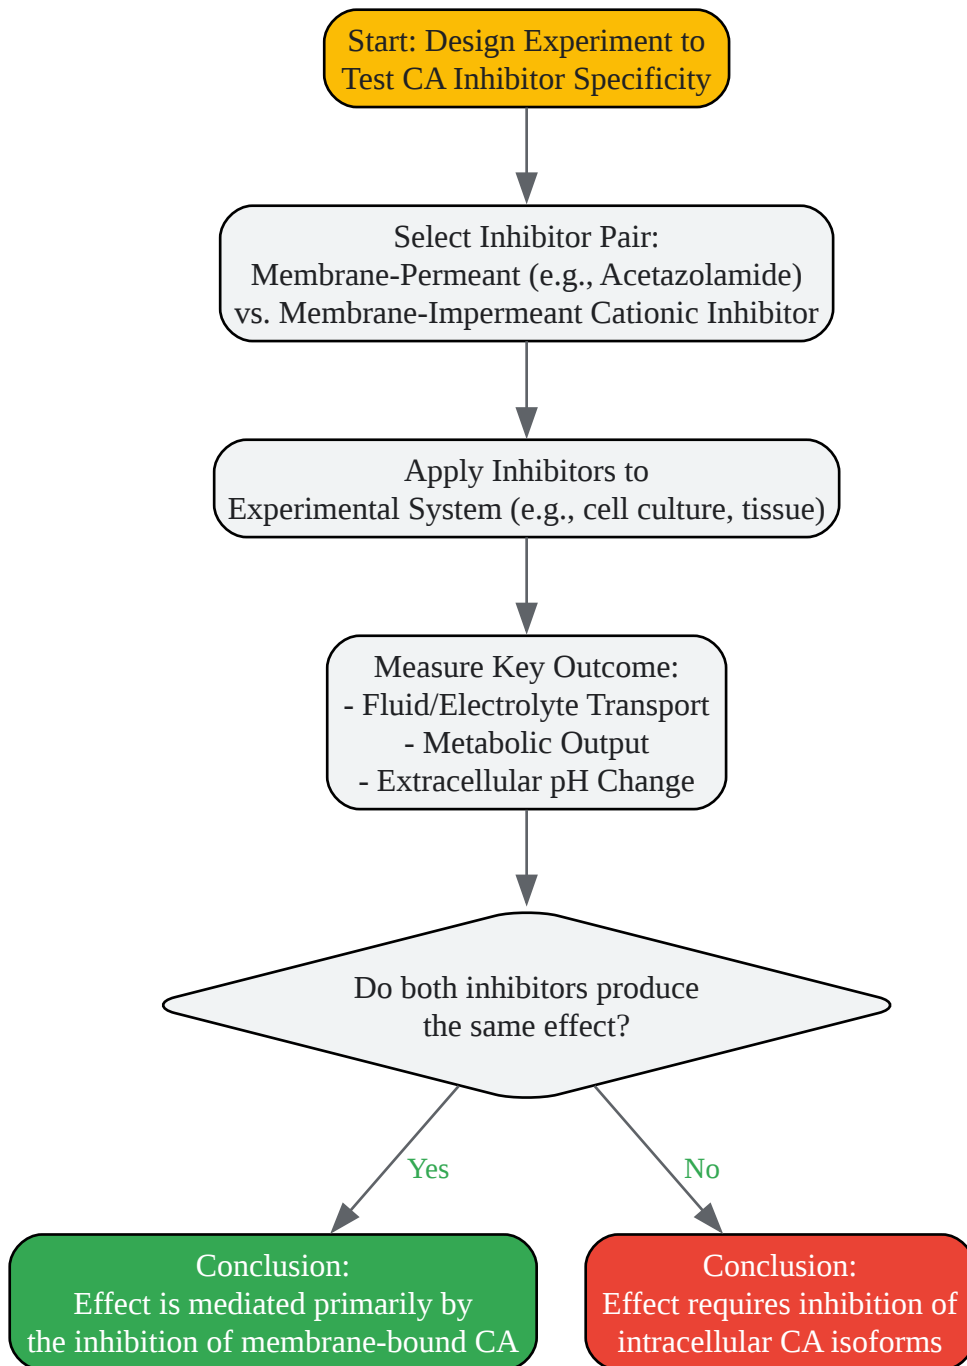 Start: Design Experiment to
Test CA Inhibitor Specificity
Select Inhibitor Pair:
Membrane-Permeant (e.g., Acetazolamide)
vs. Membrane-Impermeant Cationic Inhibitor
Apply Inhibitors to
Experimental System (e.g., cell culture, tissue)
Measure Key Outcome:
- Fluid/Electrolyte Transport
- Metabolic Output
- Extracellular pH Change
Do both inhibitors produce
the same effect?
Yes
No
Conclusion:
Effect is mediated primarily by
the inhibition of membrane-bound CA
Conclusion:
Effect requires inhibition of
intracellular CA isoforms